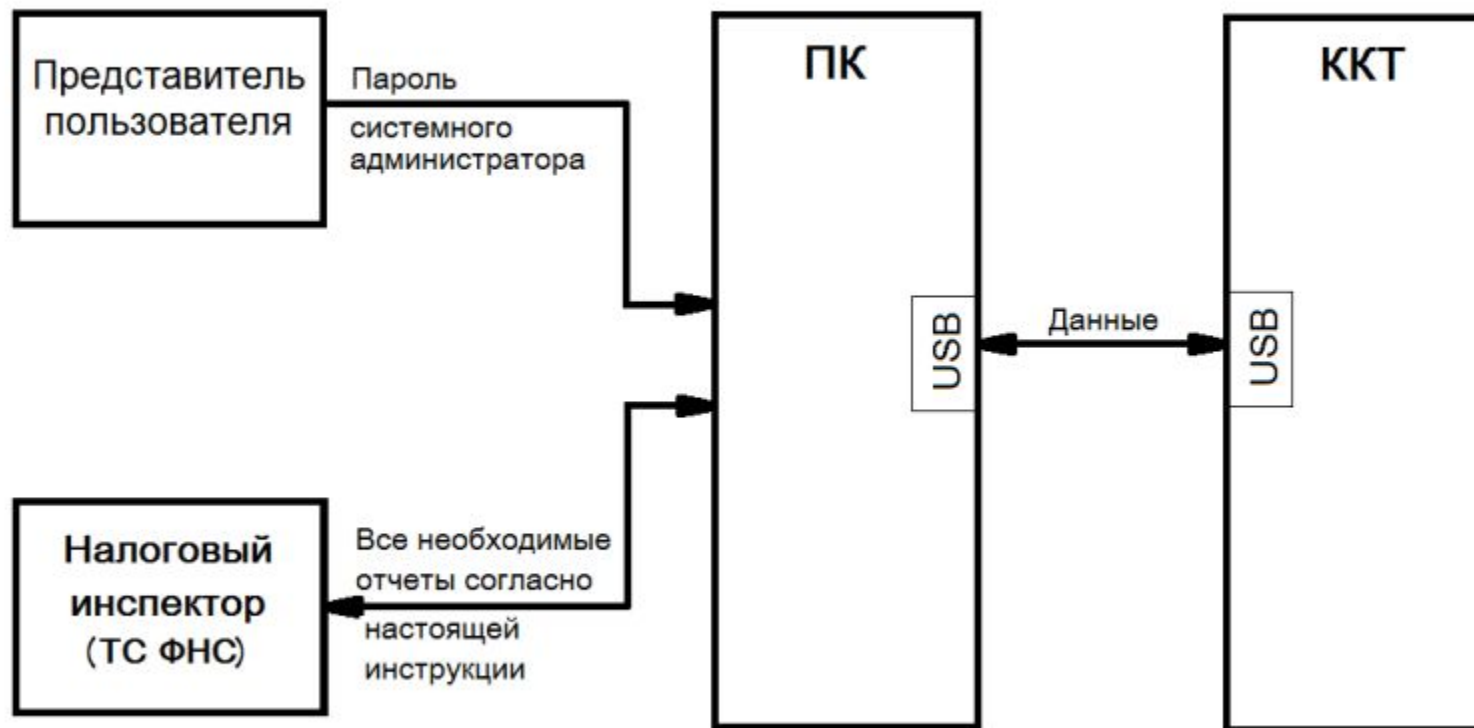 Представитель
пользователя
Пароль
системного
администратора
ПК
ККТ
USB
Данные
USB
Налоговый
инспектор
(ТС ФНС)
Все необходимые
отчеты согласно
настоящей
инструкции